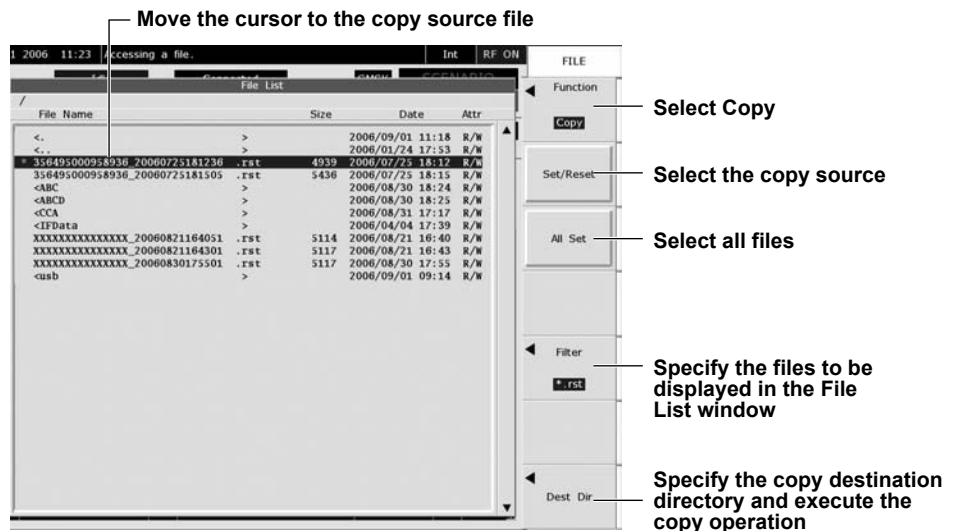 Move the cursor to the copy source file
1 2006 11:23 Accessing a file. Int RF ON
FILE
File List
/
File Name Size Date Attr
<. > 2006/09/01 11:18 R/W
<.. > 2006/01/24 17:53 R/W
* 356495000958936_20060725181236 .rst 4939 2006/07/25 18:12 R/W
356495000958936_20060725181505 .rst 5436 2006/07/25 18:15 R/W
<ABC > 2006/08/30 18:24 R/W
<ABCD > 2006/08/30 18:25 R/W
<CCA > 2006/08/31 17:17 R/W
<IFData > 2006/04/04 17:39 R/W
XXXXXXXXXXXXXXX_20060821164051 .rst 5114 2006/08/21 16:40 R/W
XXXXXXXXXXXXXXX_20060821164301 .rst 5117 2006/08/21 16:43 R/W
XXXXXXXXXXXXXXX_20060830175501 .rst 5117 2006/08/30 17:55 R/W
<usb > 2006/09/01 09:14 R/W
Function
Copy
Select Copy
Set/Reset
Select the copy source
All Set
Select all files
Filter
*.rst
Specify the files to be
displayed in the File
List window
Dest Dir
Specify the copy destination
directory and execute the
copy operation